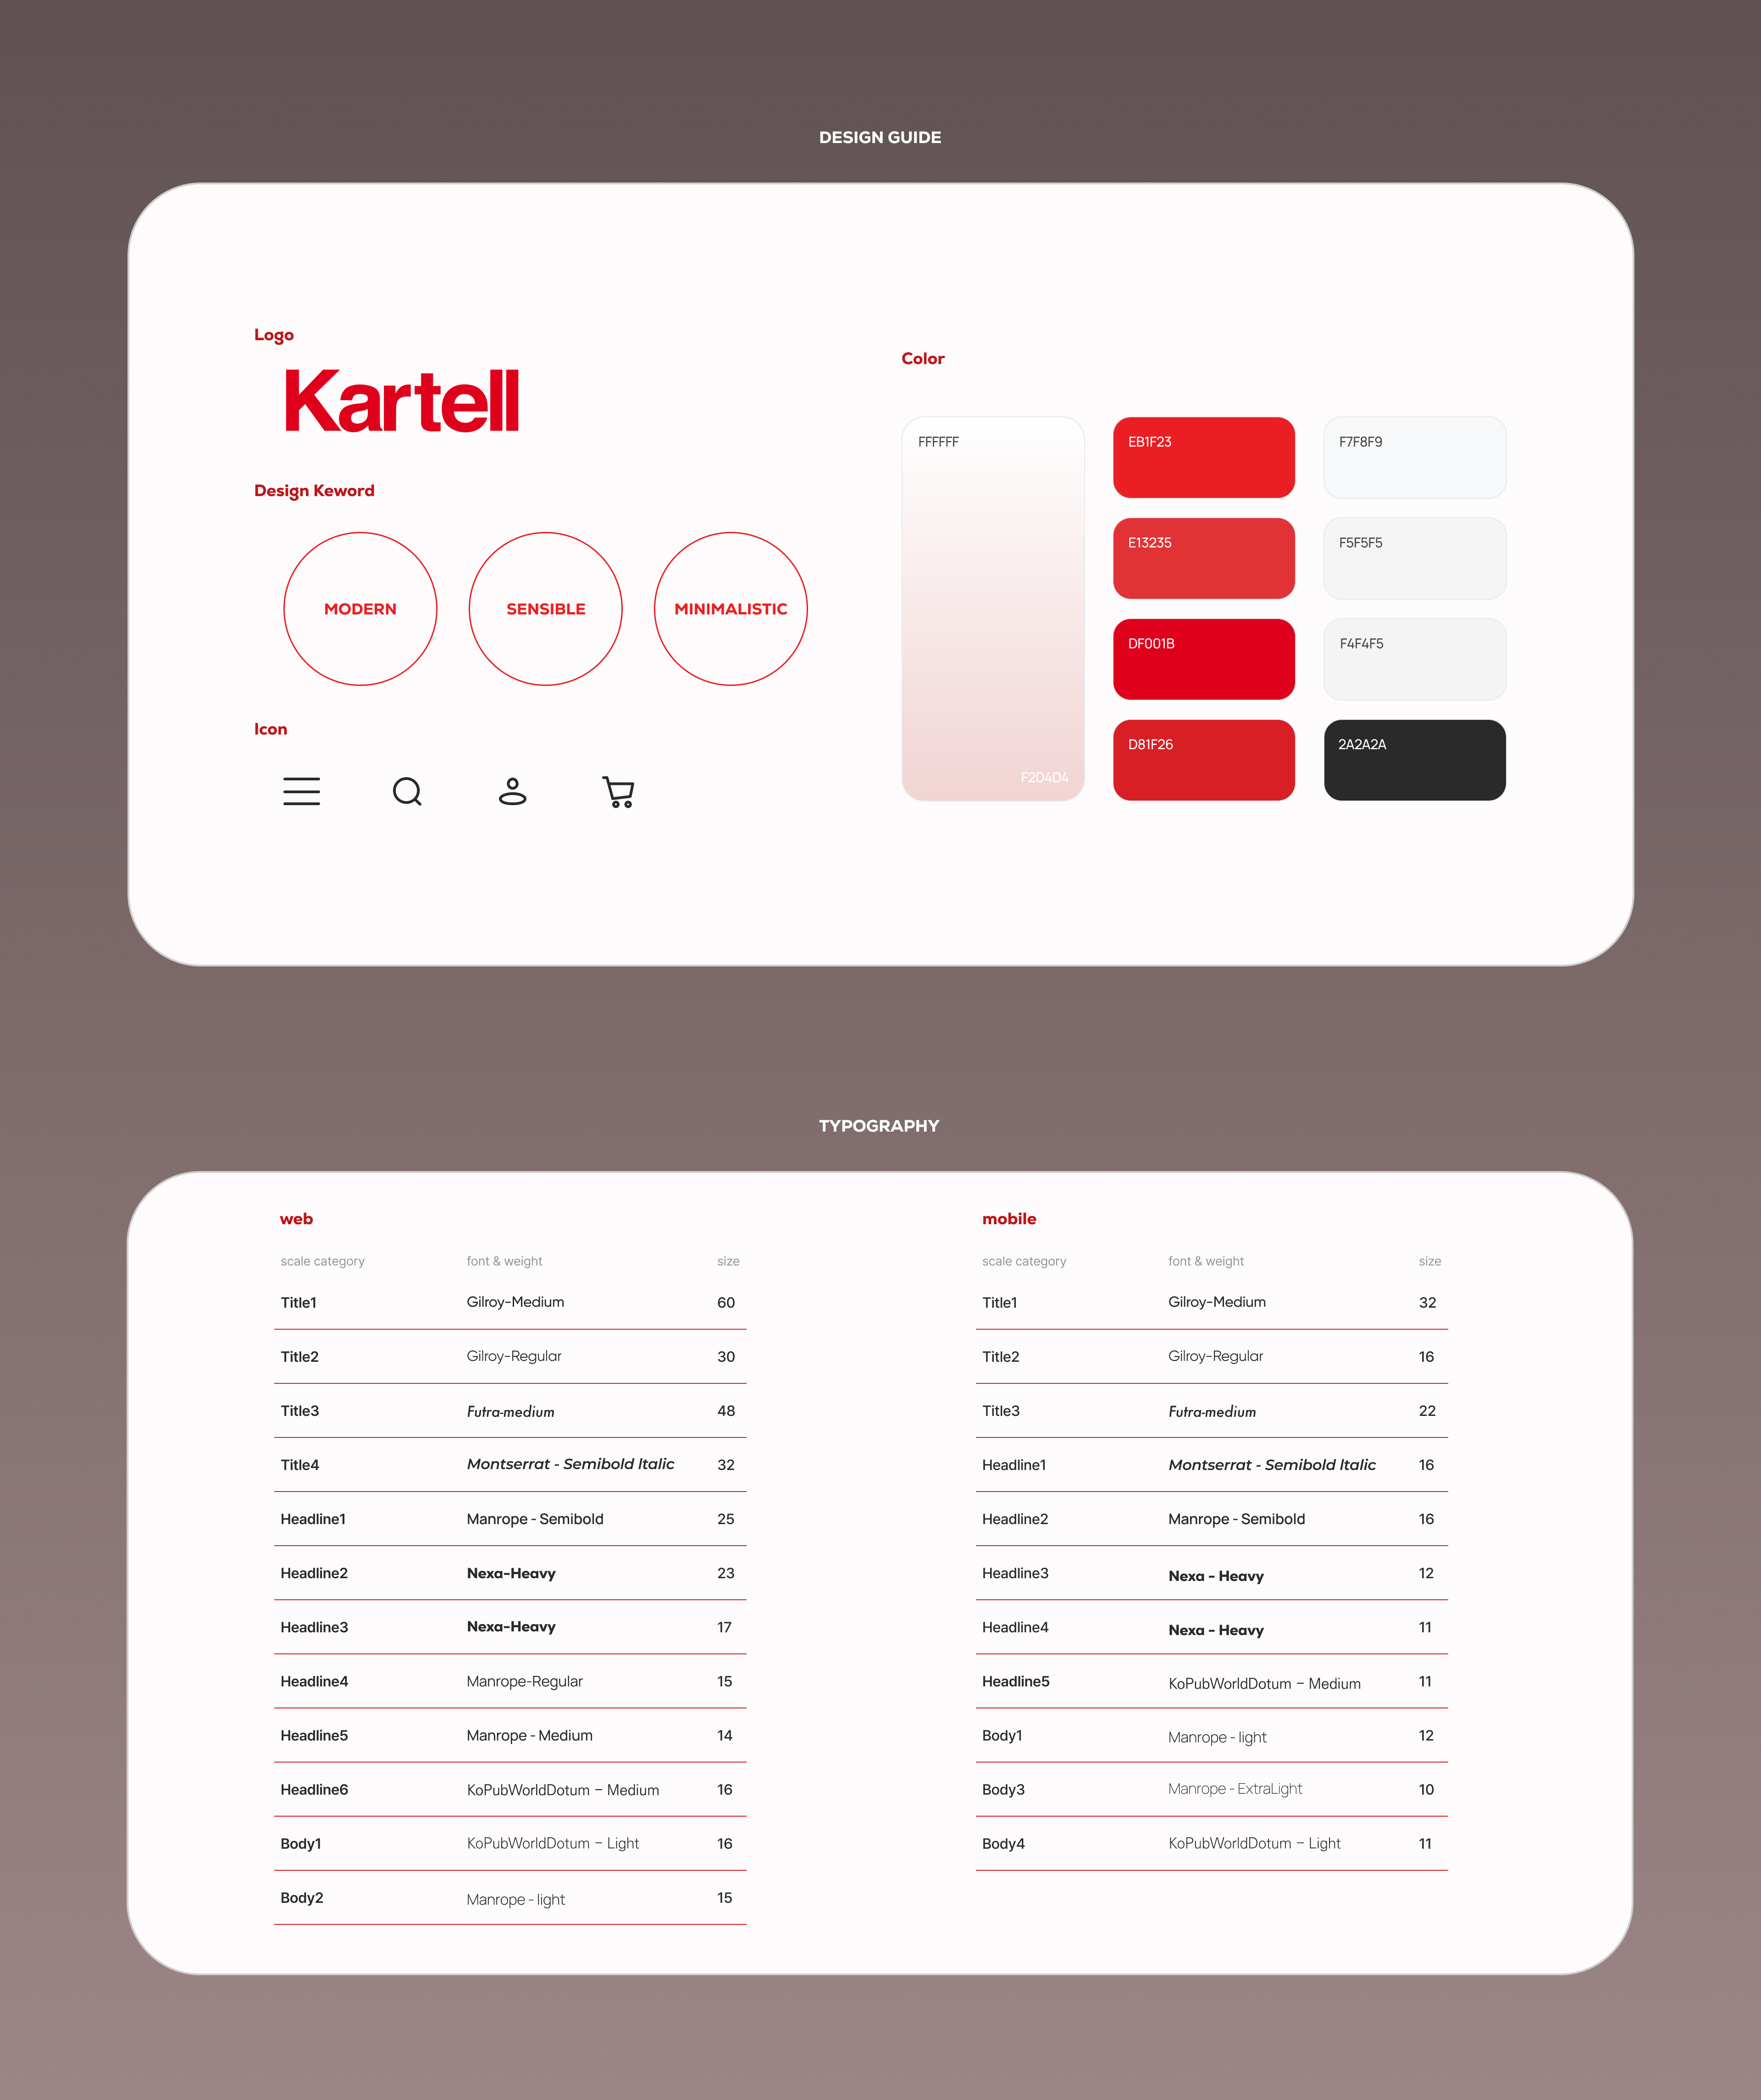 DESIGN GUIDE
Logo
Kartell
Design Keword
MODERN
SENSIBLE
MINIMALISTIC
Icon
Color
FFFFFF
F2D4D4
EB1F23
F7F8F9
E13235
F5F5F5
DF001B
F4F4F5
D81F26
2A2A2A
TYPOGRAPHY
web
scale category font & weight size
Title1 Gilroy-Medium 60
Title2 Gilroy-Regular 30
Title3 Futra-medium 48
Title4 Montserrat - Semibold Italic 32
Headline1 Manrope - Semibold 25
Headline2 Nexa-Heavy 23
Headline3 Nexa-Heavy 17
Headline4 Manrope-Regular 15
Headline5 Manrope - Medium 14
Headline6 KoPubWorldDotum – Medium 16
Body1 KoPubWorldDotum – Light 16
Body2 Manrope - light 15
mobile
scale category font & weight size
Title1 Gilroy-Medium 32
Title2 Gilroy-Regular 16
Title3 Futra-medium 22
Headline1 Montserrat - Semibold Italic 16
Headline2 Manrope - Semibold 16
Headline3 Nexa - Heavy 12
Headline4 Nexa - Heavy 11
Headline5 KoPubWorldDotum – Medium 11
Body1 Manrope - light 12
Body3 Manrope - ExtraLight 10
Body4 KoPubWorldDotum – Light 11